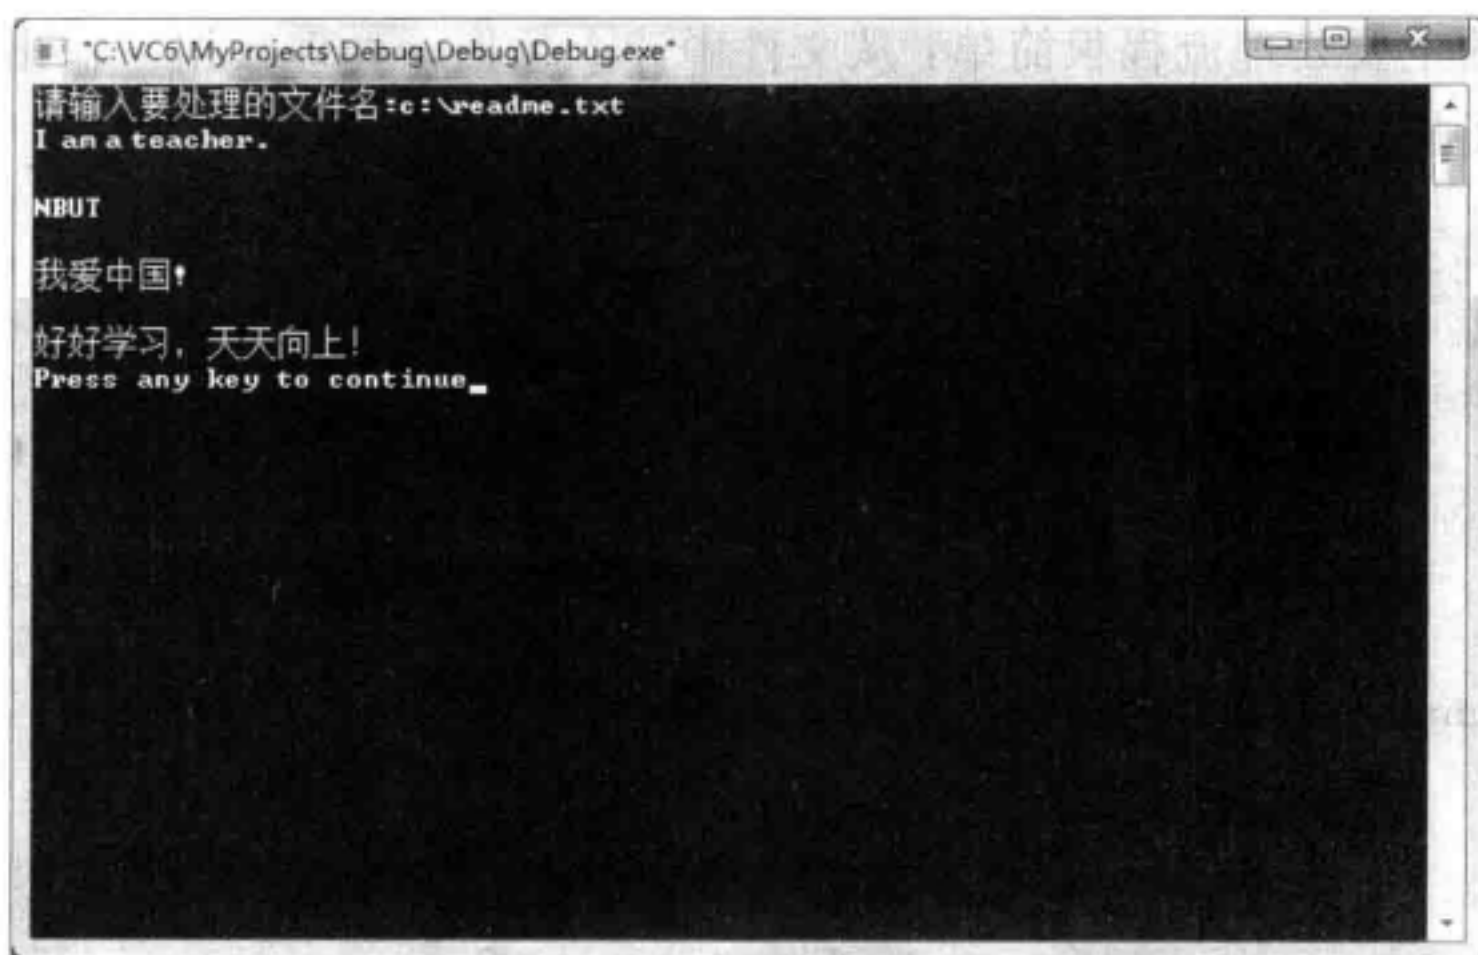 "C:\VC6\MyProjects\Debug\Debug\Debug.exe"
请输入要处理的文件名:c:\readme.txt
I am a teacher.
NBUT
我爱中国!
好好学习，天天向上!
Press any key to continue